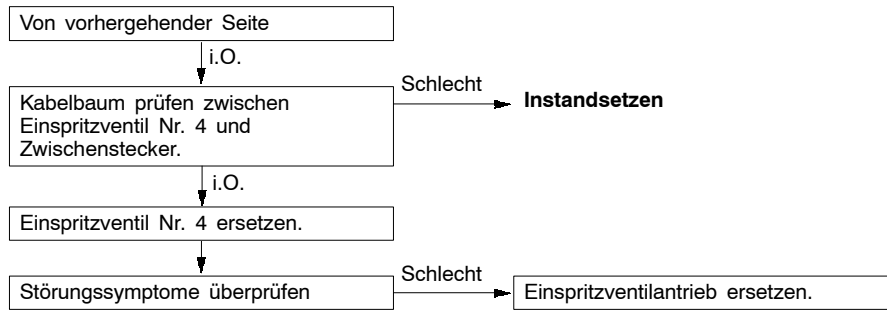 Von vorhergehender Seite
i.O.
Kabelbaum prüfen zwischen
Einspritzventil Nr. 4 und
Zwischenstecker.
Schlecht
Instandsetzen
i.O.
Einspritzventil Nr. 4 ersetzen.
Störungssymptome überprüfen
Schlecht
Einspritzventilantrieb ersetzen.